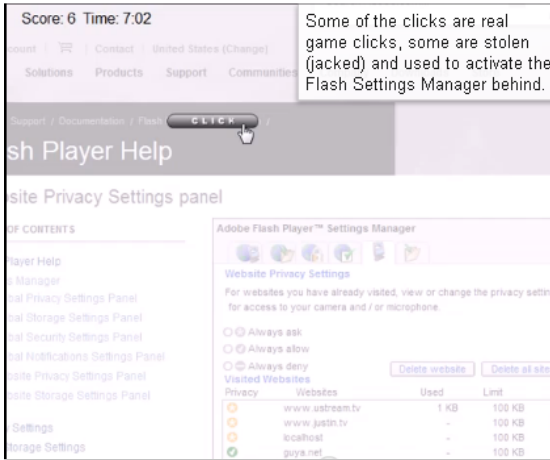 Score: 6 Time: 7:02
Some of the clicks are real
game clicks, some are stolen
(jacked) and used to activate the
Flash Settings Manager behind.
count Contact United States (Change)
Solutions Products Support Communities
Support / Documentation / Flash CLICK /
sh Player Help
site Privacy Settings panel
OF CONTENTS
Player Help
s Manager
bal Privacy Settings Panel
bal Storage Settings Panel
bal Security Settings Panel
bal Notifications Settings Panel
bsite Privacy Settings Panel
bsite Storage Settings Panel
Settings
Storage Settings
Adobe Flash Player™ Settings Manager
Website Privacy Settings
For websites you have already visited, view or change the privacy settin
for access to your camera and / or microphone.
Always ask
Always allow
Always deny
Delete website Delete all site
Visited Websites
Privacy Websites Used Limit
www.ustream.tv 1 KB 100 KB
www.justin.tv - 100 KB
localhost - 100 KB
guya.net - 100 KB